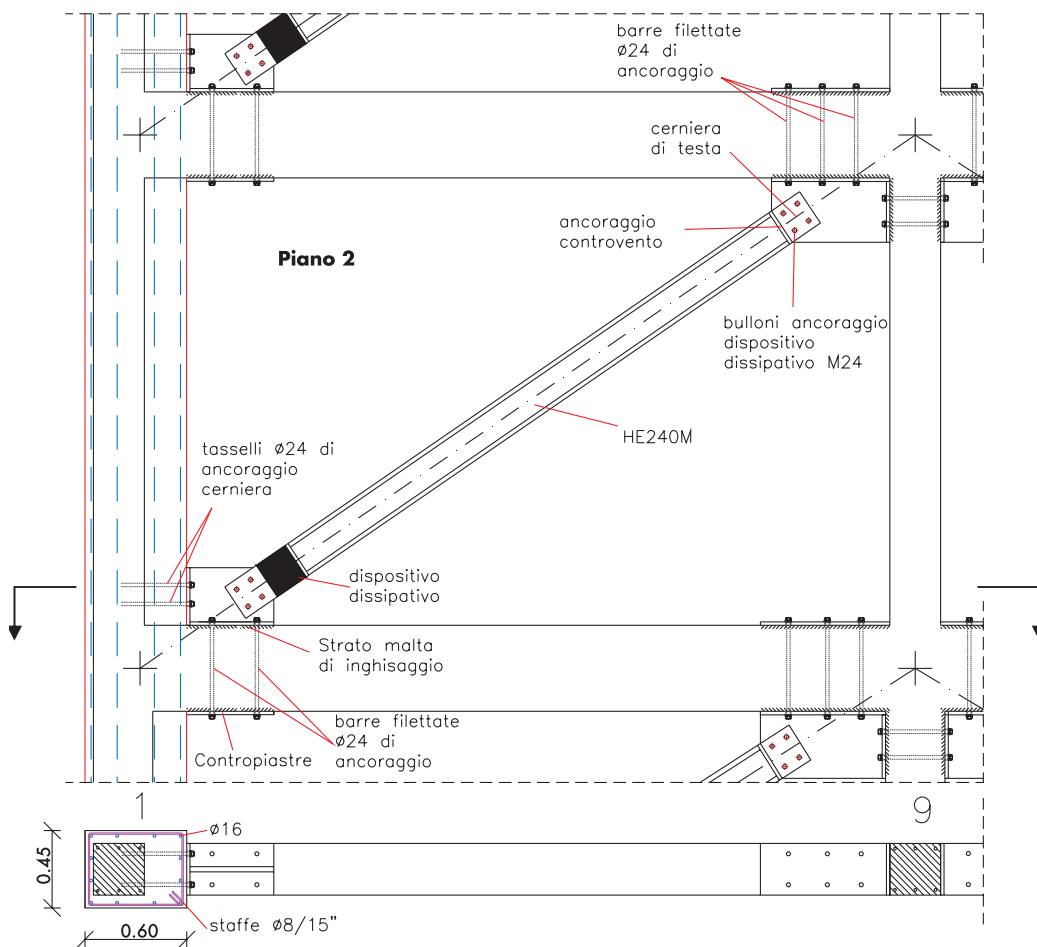 barre filettate
ø24 di
ancoraggio
cerniera
di testa
ancoraggio
controvento
Piano 2
bulloni ancoraggio
dispositivo
dissipativo M24
HE240M
tasselli ø24 di
ancoraggio
cerniera
dispositivo
dissipativo
Strato malta
di inghisaggio
barre filettate
ø24 di
ancoraggio
Contropiastre
1
9
ø16
0.45
staffe ø8/15"
0.60